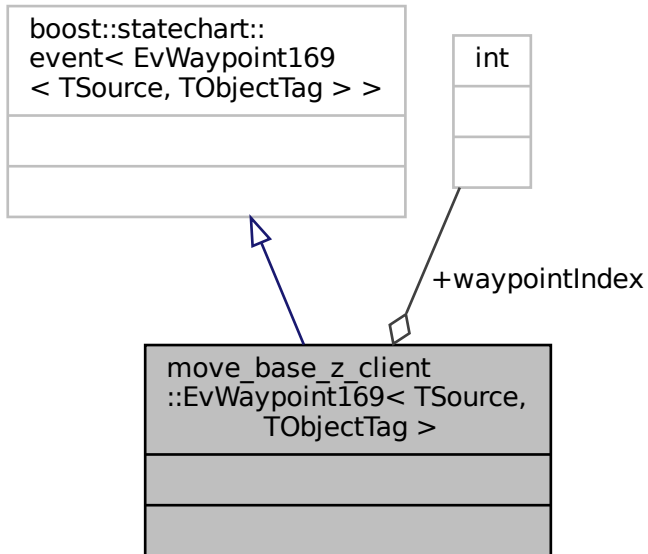 boost::statechart::
event< EvWaypoint169
< TSource, TObjectTag > >
int
+waypointIndex
move_base_z_client
::EvWaypoint169< TSource,
TObjectTag >